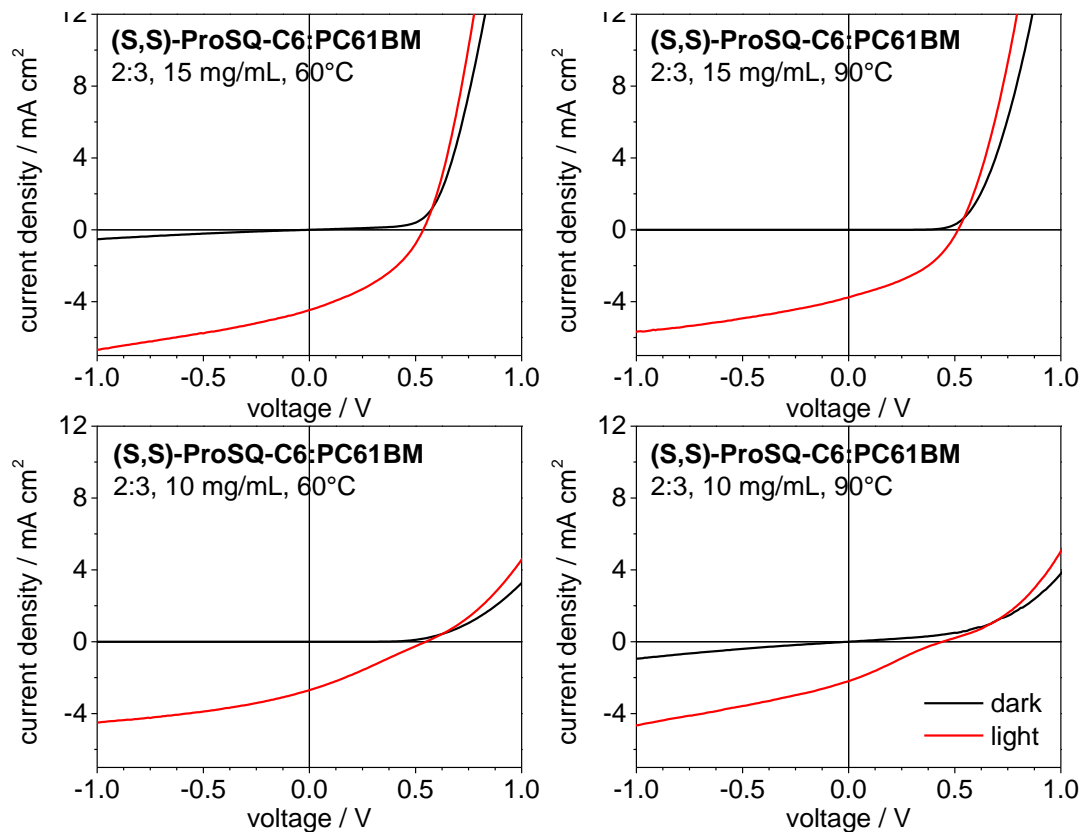 (S,S)-ProSQ-C6:PC61BM
2:3, 15 mg/mL, 60°C
12
8
4
0
-4
current density / mA cm²
-1.0 -0.5 0.0 0.5 1.0
voltage / V
(S,S)-ProSQ-C6:PC61BM
2:3, 15 mg/mL, 90°C
12
8
4
0
-4
current density / mA cm²
-1.0 -0.5 0.0 0.5 1.0
voltage / V
(S,S)-ProSQ-C6:PC61BM
2:3, 10 mg/mL, 60°C
12
8
4
0
-4
current density / mA cm²
-1.0 -0.5 0.0 0.5 1.0
voltage / V
(S,S)-ProSQ-C6:PC61BM
2:3, 10 mg/mL, 90°C
12
8
4
0
-4
current density / mA cm²
dark
light
-1.0 -0.5 0.0 0.5 1.0
voltage / V